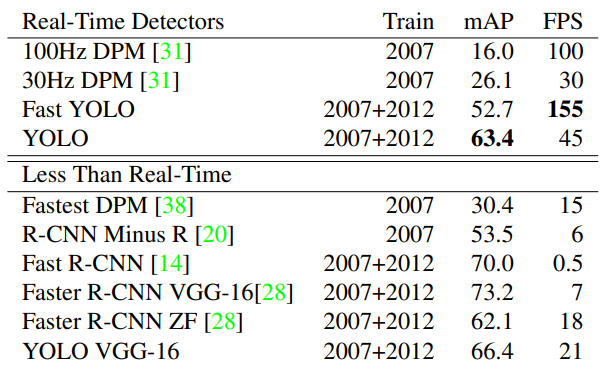 Real-Time Detectors Train mAP FPS
100Hz DPM [31] 2007 16.0 100
30Hz DPM [31] 2007 26.1 30
Fast YOLO 2007+2012 52.7 155
YOLO 2007+2012 63.4 45
Less Than Real-Time
Fastest DPM [38] 2007 30.4 15
R-CNN Minus R [20] 2007 53.5 6
Fast R-CNN [14] 2007+2012 70.0 0.5
Faster R-CNN VGG-16[28] 2007+2012 73.2 7
Faster R-CNN ZF [28] 2007+2012 62.1 18
YOLO VGG-16 2007+2012 66.4 21